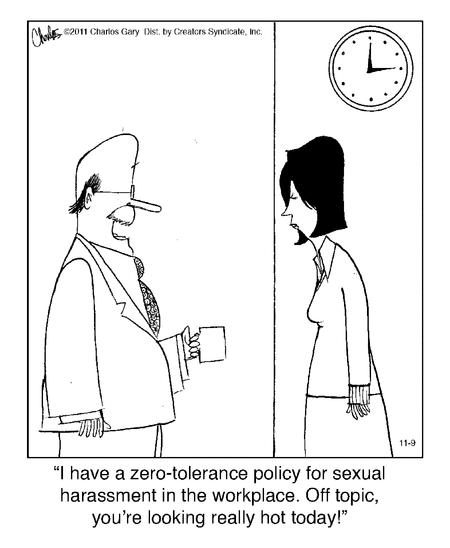 Charlos ©2011 Charlos Gary Dist. by Creators Syndicate, Inc.
11-9
“I have a zero-tolerance policy for sexual
harassment in the workplace. Off topic,
you’re looking really hot today!”